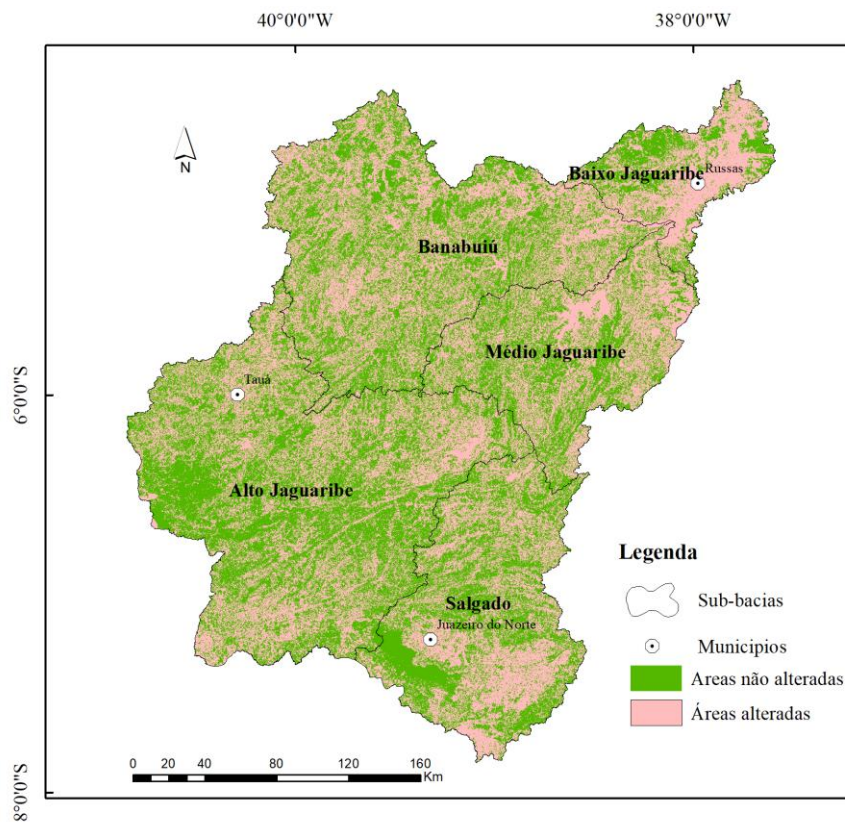 40°0'0"W
38°0'0"W
N
Baixo Jaguaribe
Russas
Banabuiú
Médio Jaguaribe
Tauá
6°0'0"S
Alto Jaguaribe
Legenda
Salgado
Sub-bacias
Juazeiro do Norte
Municipios
Areas não alteradas
Áreas alteradas
0 20 40 80 120 160
Km
8°0'0"S